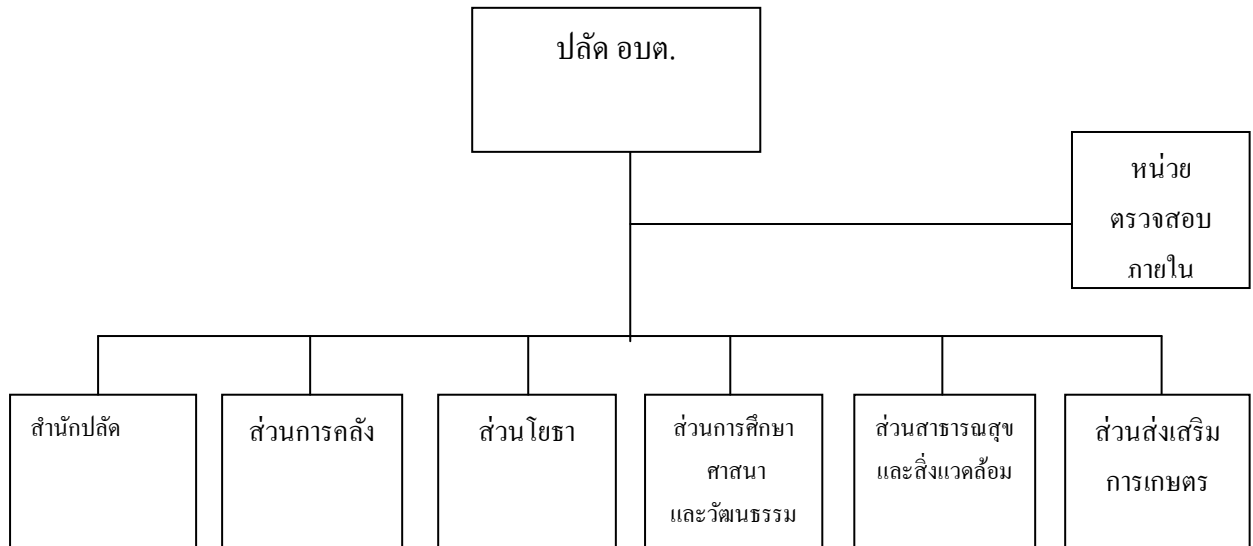 ปลัด อบต.
หน่วย
ตรวจสอบ
ภายใน
สำนักปลัด
ส่วนการคลัง
ส่วนโยธา
ส่วนการศึกษา
ศาสนา
และวัฒนธรรม
ส่วนสาธารณสุข
และสิ่งแวดล้อม
ส่วนส่งเสริม
การเกษตร